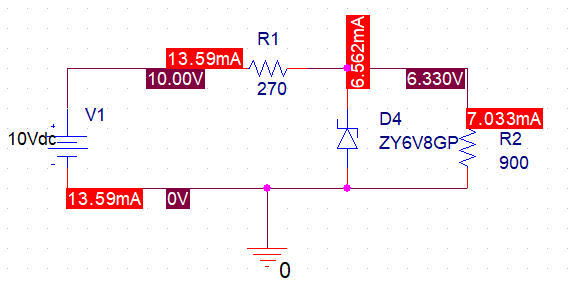 R1
13.59mA
10.00V
270
6.562mA
6.330V
V1
10Vdc
D4
ZY6V8GP
7.033mA
R2
900
13.59mA
0V
0